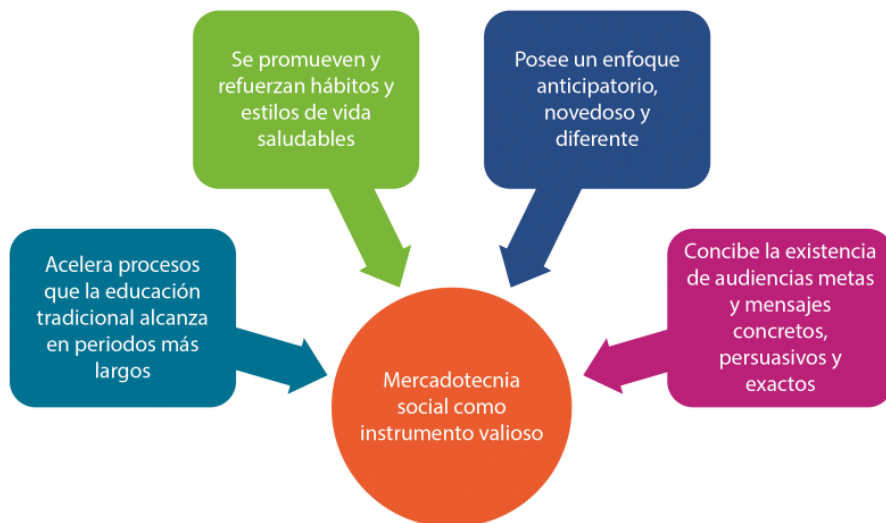 Se promueven y
refuerzan hábitos y
estilos de vida
saludables
Posee un enfoque
anticipatorio,
novedoso y
diferente
Acelera procesos
que la educación
tradicional alcanza
en periodos más
largos
Concibe la existencia
de audiencias metas
y mensajes
concretos,
persuasivos y
exactos
Mercadotecnia
social como
instrumento valioso